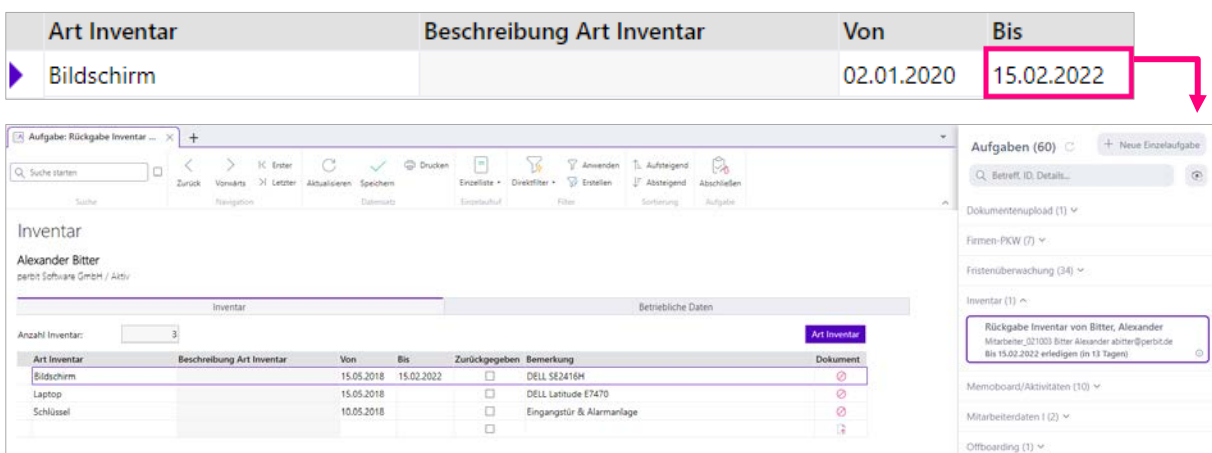 Art Inventar Beschreibung Art Inventar Von Bis
Bildschirm 02.01.2020 15.02.2022
Aufgabe: Rückgabe Inventar ... × +
Suche starten
Zurück Vorwärts Erster Letzter Aktualisieren Speichern Drucken Einzelliste Direktfilter Anwenden Erstellen Aufsteigend Absteigend Abschließen
Suche Navigation Datensatz Einzelaufruf Filter Sortierung Aufgabe
Inventar
Alexander Bitter
perbit Software GmbH / Aktiv
Inventar Betriebliche Daten
Anzahl Inventar: 3 Art Inventar
Art Inventar Beschreibung Art Inventar Von Bis Zurückgegeben Bemerkung Dokument
Bildschirm 15.05.2018 15.02.2022 DELL SE2416H
Laptop 15.05.2018 DELL Latitude E7470
Schlüssel 10.05.2018 Eingangstür & Alarmanlage
Aufgaben (60) + Neue Einzelaufgabe
Betreff, ID, Details...
Dokumentenupload (1)
Firmen-PKW (7)
Fristenüberwachung (34)
Inventar (1)
Rückgabe Inventar von Bitter, Alexander
Mitarbeiter_021003 Bitter Alexander abitter@perbit.de
Bis 15.02.2022 erledigen (in 13 Tagen)
Memoboard/Aktivitäten (10)
Mitarbeiterdaten I (2)
Offboarding (1)